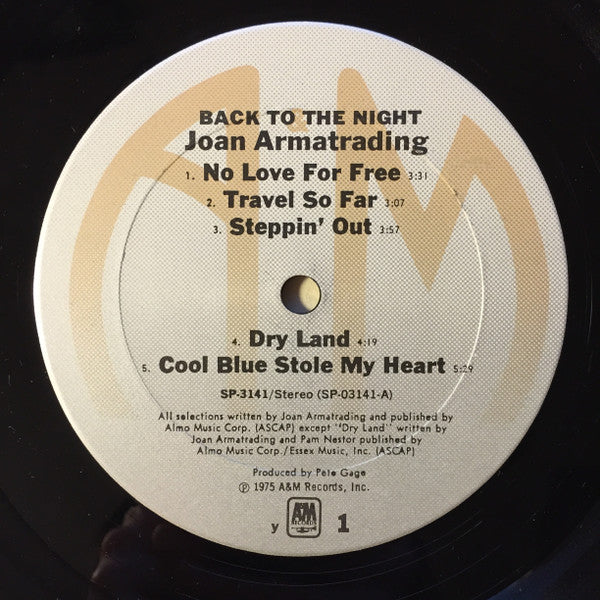 BACK TO THE NIGHT
Joan Armatrading
1. No Love For Free 3:31
2. Travel So Far 3:07
3. Steppin' Out 3:57
4. Dry Land 4:19
5. Cool Blue Stole My Heart 5:29
SP-3141/Stereo (SP-03141-A)
All selections written by Joan Armatrading and published by
Almo Music Corp. (ASCAP) except "Dry Land" written by
Joan Armatrading and Pam Nestor published by
Almo Music Corp./Essex Music, Inc. (ASCAP)
Produced by Pete Gage
℗ 1975 A&M Records, Inc.
y A&M RECORDS 1